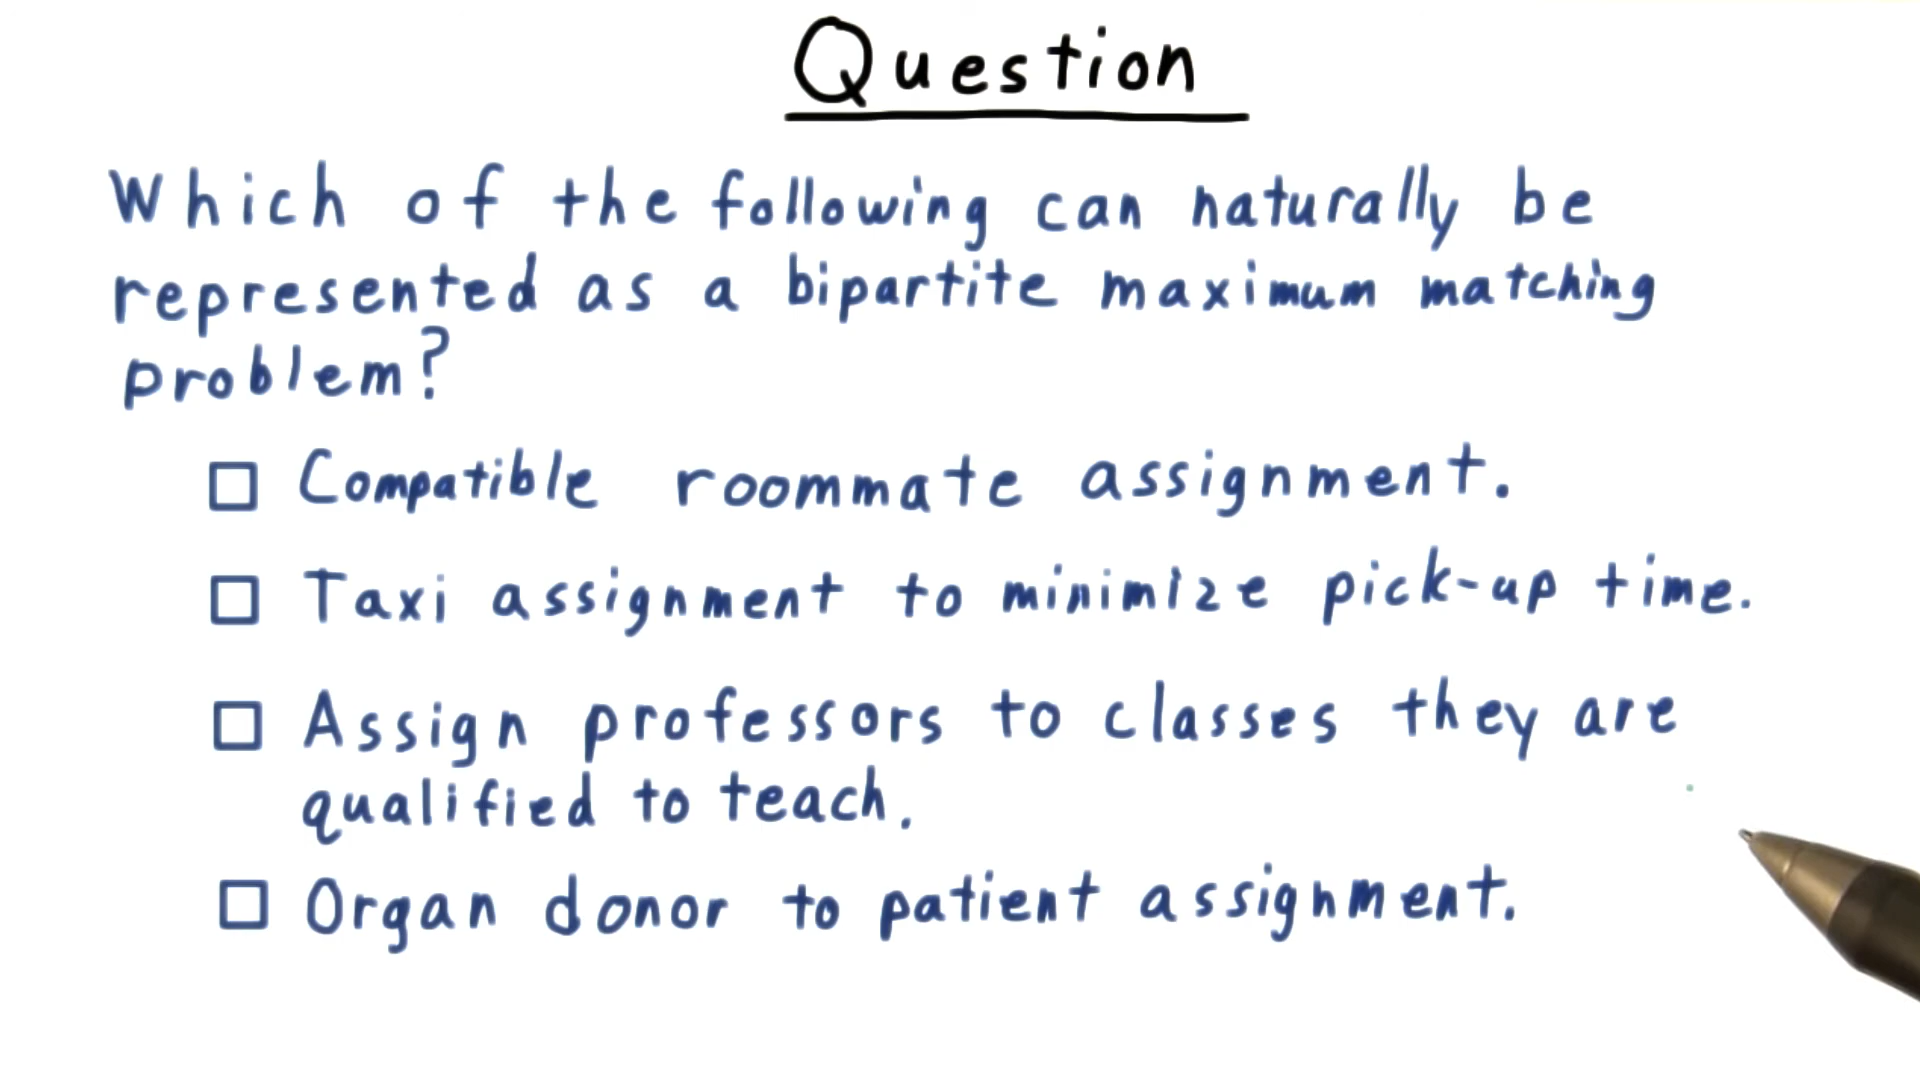 Question
Which of the following can naturally be
represented as a bipartite maximum matching
problem?
Compatible roommate assignment.
Taxi assignment to minimize pick-up time.
Assign professors to classes they are
qualified to teach.
Organ donor to patient assignment.